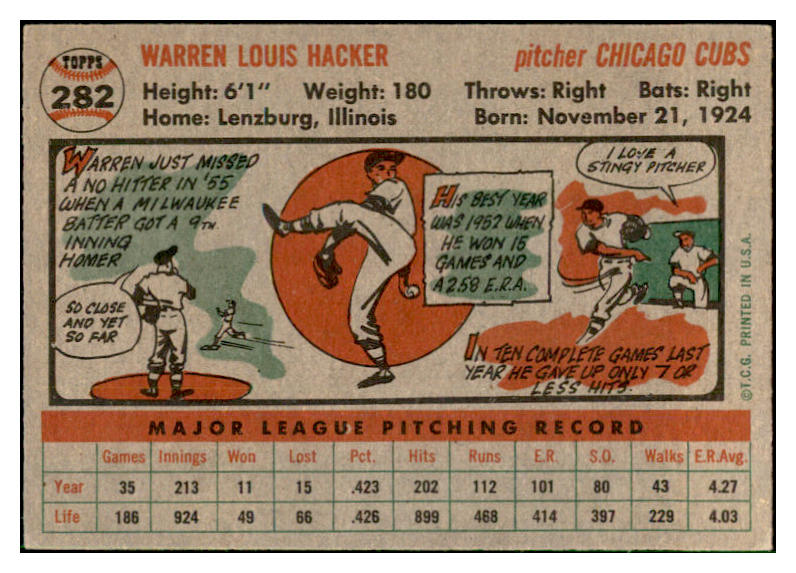 TOPPS
282
WARREN LOUIS HACKER
pitcher CHICAGO CUBS
Height: 6'1" Weight: 180 Throws: Right Bats: Right
Home: Lenzburg, Illinois Born: November 21, 1924
WARREN JUST MISSED
A NO HITTER IN '55
WHEN A MILWAUKEE
BATTER GOT A 9TH
INNING
HOMER
SO CLOSE
AND YET
SO FAR
HIS BEST YEAR
WAS 1952 WHEN
HE WON 15
GAMES AND
A 2.58 E.R.A.
I LOVE A
STINGY PITCHER
IN TEN COMPLETE GAMES LAST
YEAR HE GAVE UP ONLY 7 OR
LESS HITS.
©T.C.G. PRINTED IN U.S.A.
MAJOR LEAGUE PITCHING RECORD
Games Innings Won Lost Pct. Hits Runs E.R. S.O. Walks E.R.Avg.
Year 35 213 11 15 .423 202 112 101 80 43 4.27
Life 186 924 49 66 .426 899 468 414 397 229 4.03